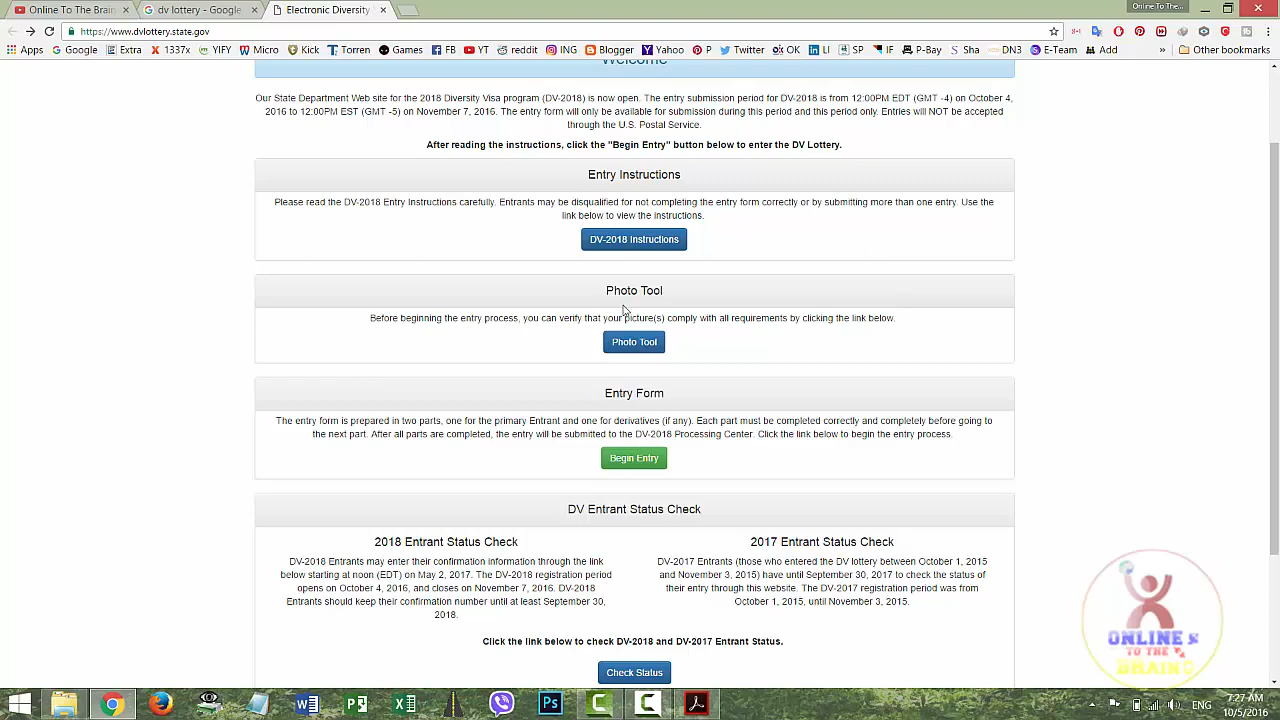 Online To The Brain
dv lottery - Google
Electronic Diversity
Online To The...
https://www.dvlottery.state.gov
Apps Google Extra 1337x YIFY Micro Kick Torren Games FB YT reddit ING Blogger Yahoo P Twitter OK LI SP IF P-Bay Sha DN3 E-Team Add » Other bookmarks
Welcome
Our State Department Web site for the 2018 Diversity Visa program (DV-2018) is now open. The entry submission period for DV-2018 is from 12:00PM EDT (GMT -4) on October 4,
2016 to 12:00PM EST (GMT -5) on November 7, 2016. The entry form will only be available for submission during this period and this period only. Entries will NOT be accepted
through the U.S. Postal Service.
After reading the instructions, click the "Begin Entry" button below to enter the DV Lottery.
Entry Instructions
Please read the DV-2018 Entry Instructions carefully. Entrants may be disqualified for not completing the entry form correctly or by submitting more than one entry. Use the
link below to view the instructions.
DV-2018 Instructions
Photo Tool
Before beginning the entry process, you can verify that your picture(s) comply with all requirements by clicking the link below.
Photo Tool
Entry Form
The entry form is prepared in two parts, one for the primary Entrant and one for derivatives (if any). Each part must be completed correctly and completely before going to
the next part. After all parts are completed, the entry will be submitted to the DV-2018 Processing Center. Click the link below to begin the entry process.
Begin Entry
DV Entrant Status Check
2018 Entrant Status Check
DV-2018 Entrants may enter their confirmation information through the link
below starting at noon (EDT) on May 2, 2017. The DV-2018 registration period
opens on October 4, 2016, and closes on November 7, 2016. DV-2018
Entrants should keep their confirmation number until at least September 30,
2018.
2017 Entrant Status Check
DV-2017 Entrants (those who entered the DV lottery between October 1, 2015
and November 3, 2015) have until September 30, 2017 to check the status of
their entry through this website. The DV-2017 registration period was from
October 1, 2015, until November 3, 2015.
Click the link below to check DV-2018 and DV-2017 Entrant Status.
Check Status
ONLINE
TO THE
BRAIN
ENG
7:27 AM
10/5/2016